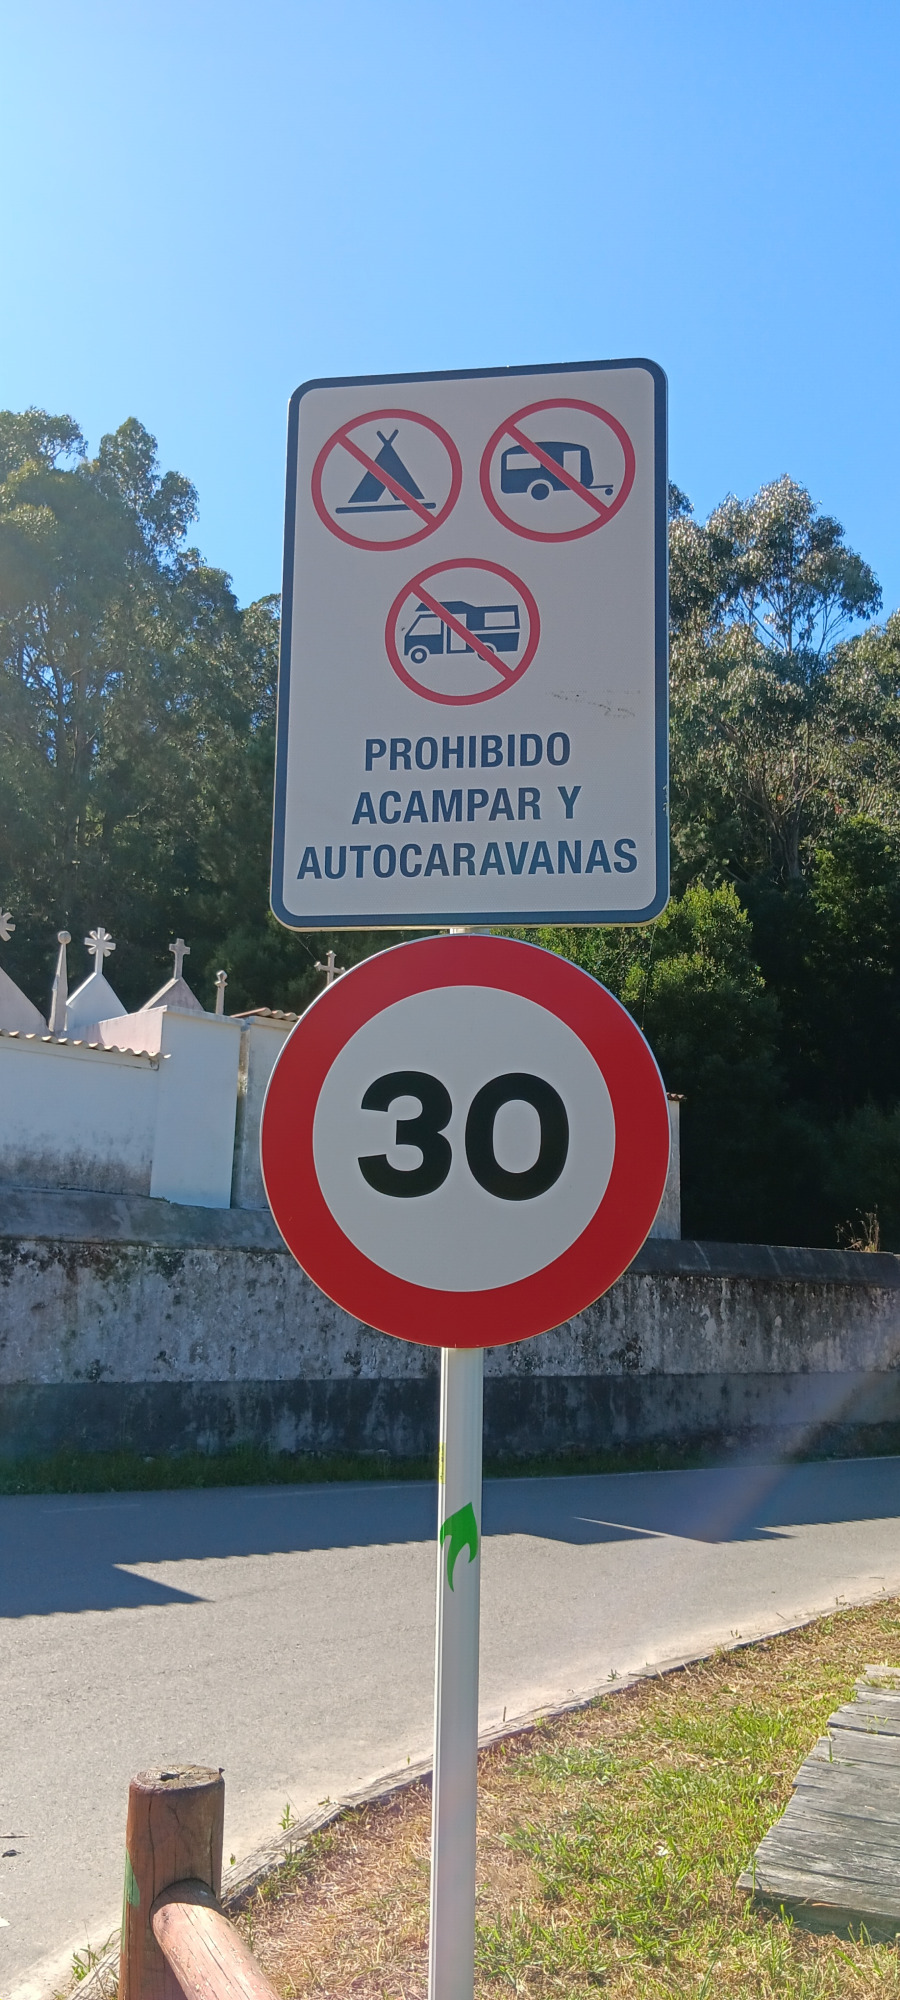 PROHIBIDO
ACAMPAR Y
AUTOCARAVANAS
30